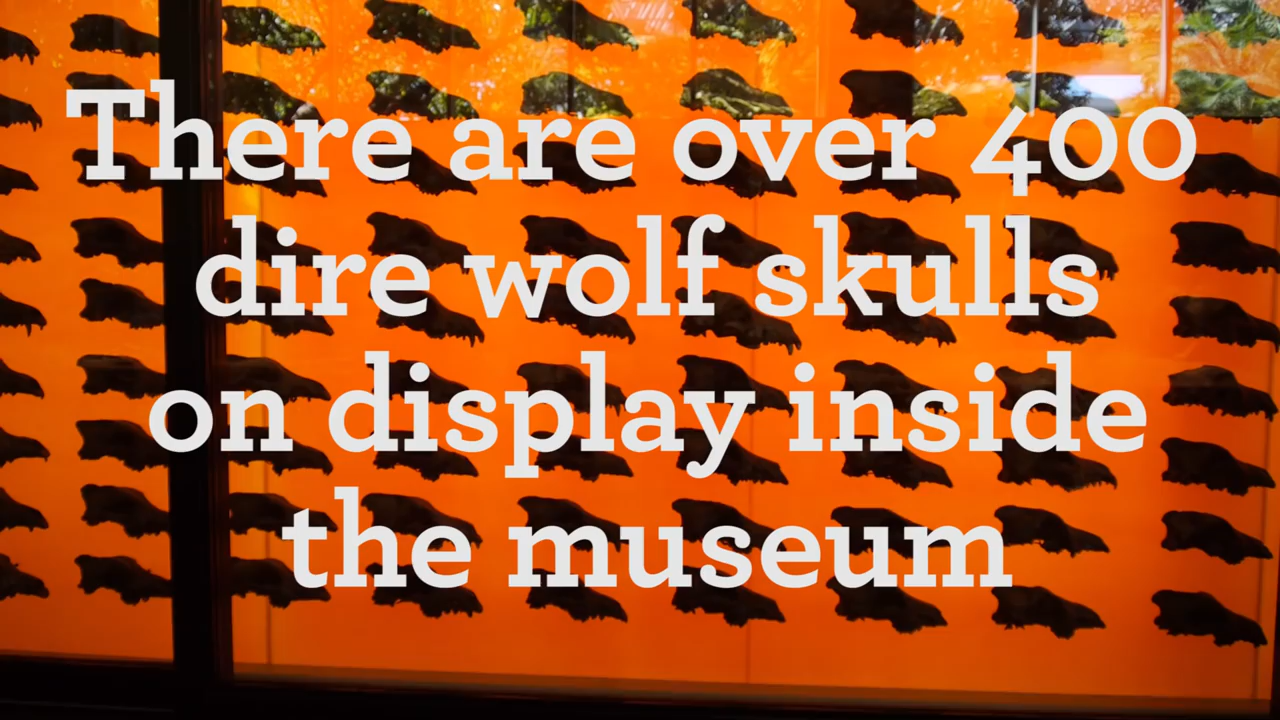 There are over 400
dire wolf skulls
on display inside
the museum